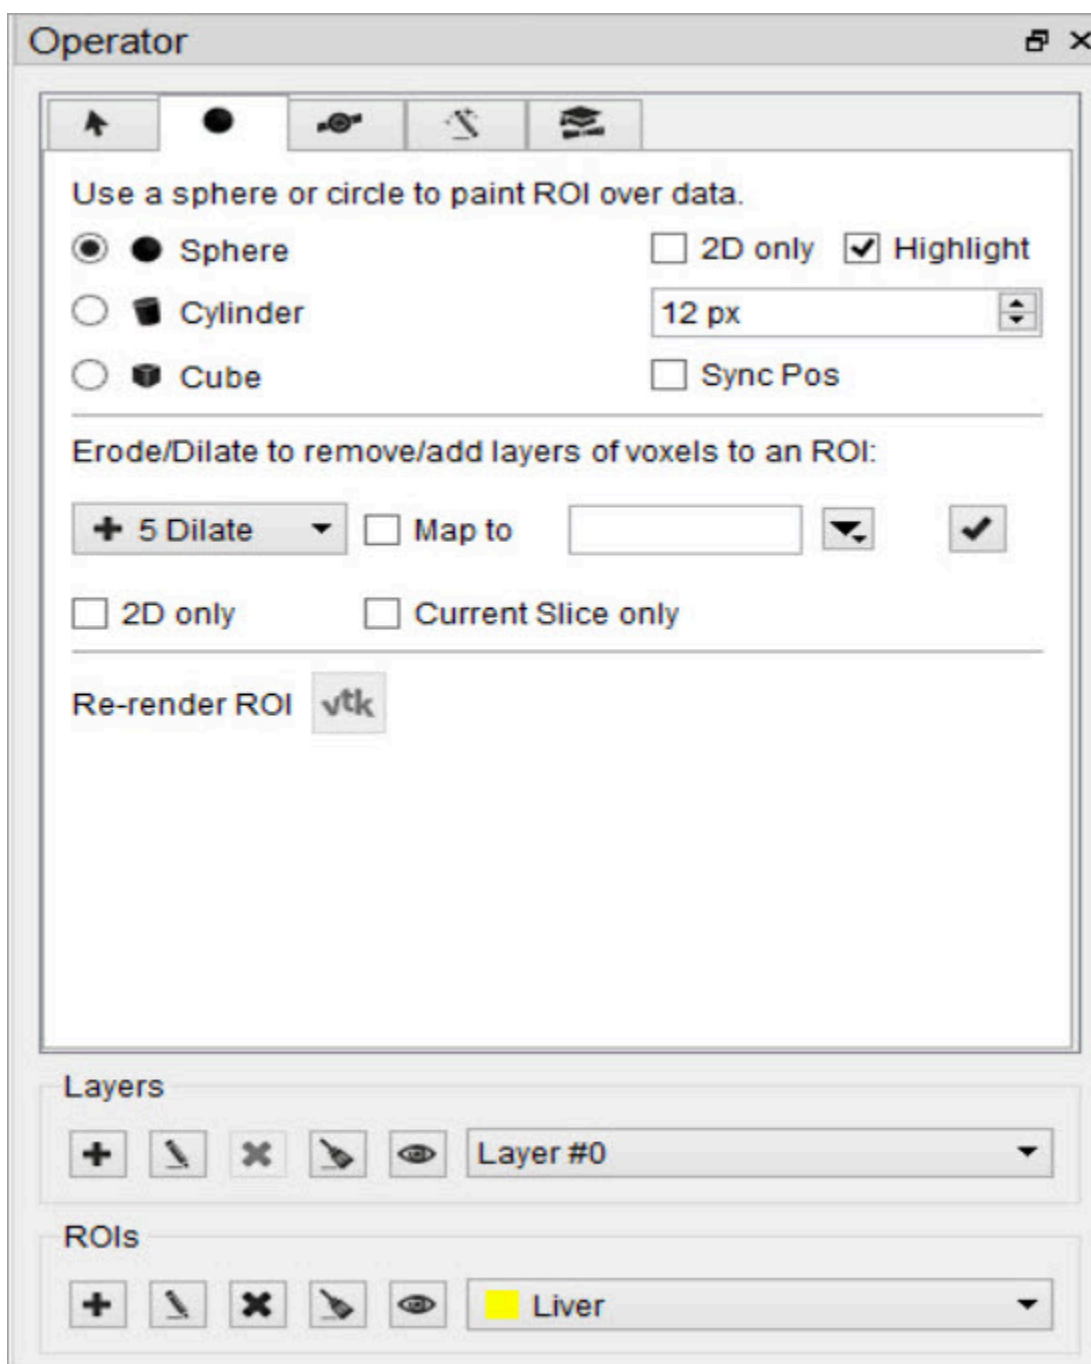 Operator
Use a sphere or circle to paint ROI over data.
Sphere 2D only Highlight
Cylinder 12 px
Cube Sync Pos
Erode/Dilate to remove/add layers of voxels to an ROI:
5 Dilate Map to
2D only Current Slice only
Re-render ROI vtk
Layers
Layer #0
ROIs
Liver